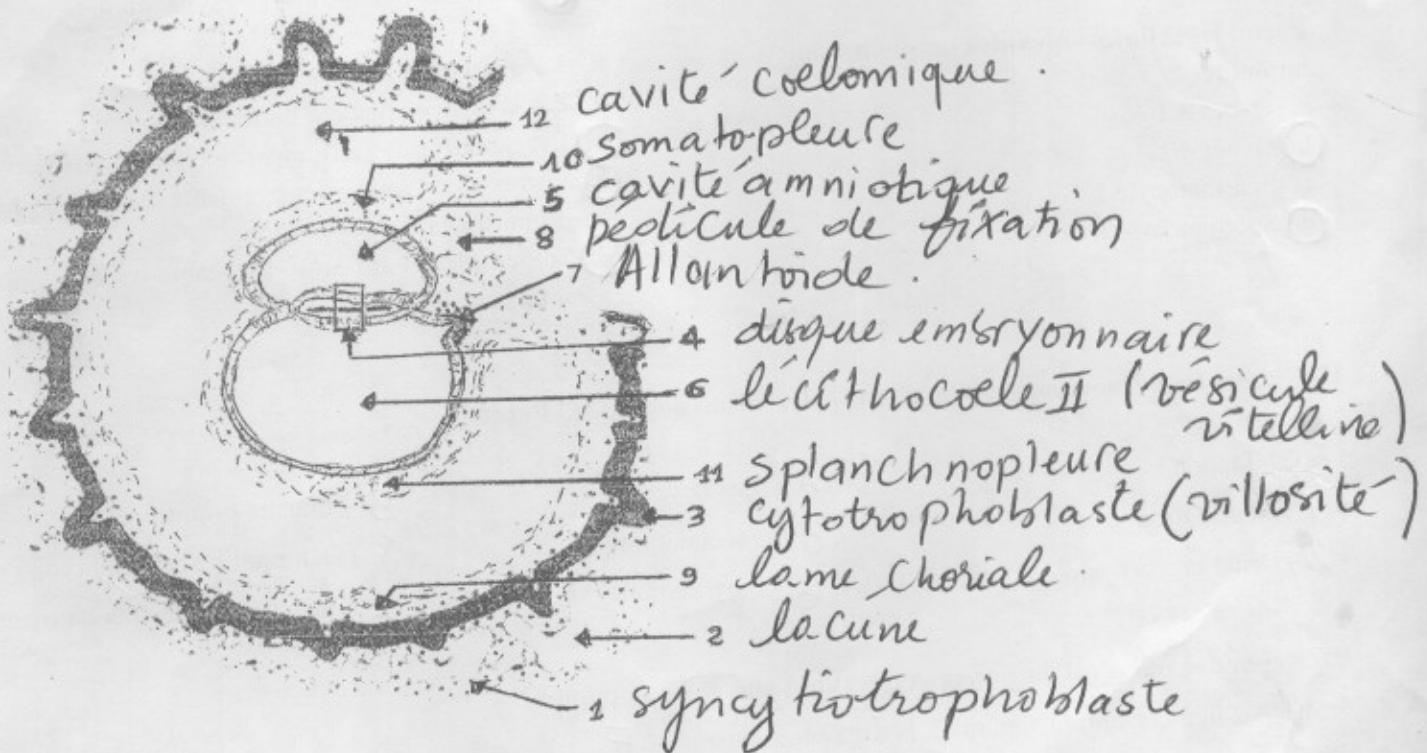 12 cavité coelomique.
10 somatopleure
5 cavité amniotique
8 pédicule de fixation
7 Allantoide.
4 disque embryonnaire
6 lécithocoele II (vésicule
vitelline)
11 splanchnopleure
3 cytotrophoblaste (villosité)
9 lame choriale.
2 lacune
1 syncytiotrophoblaste